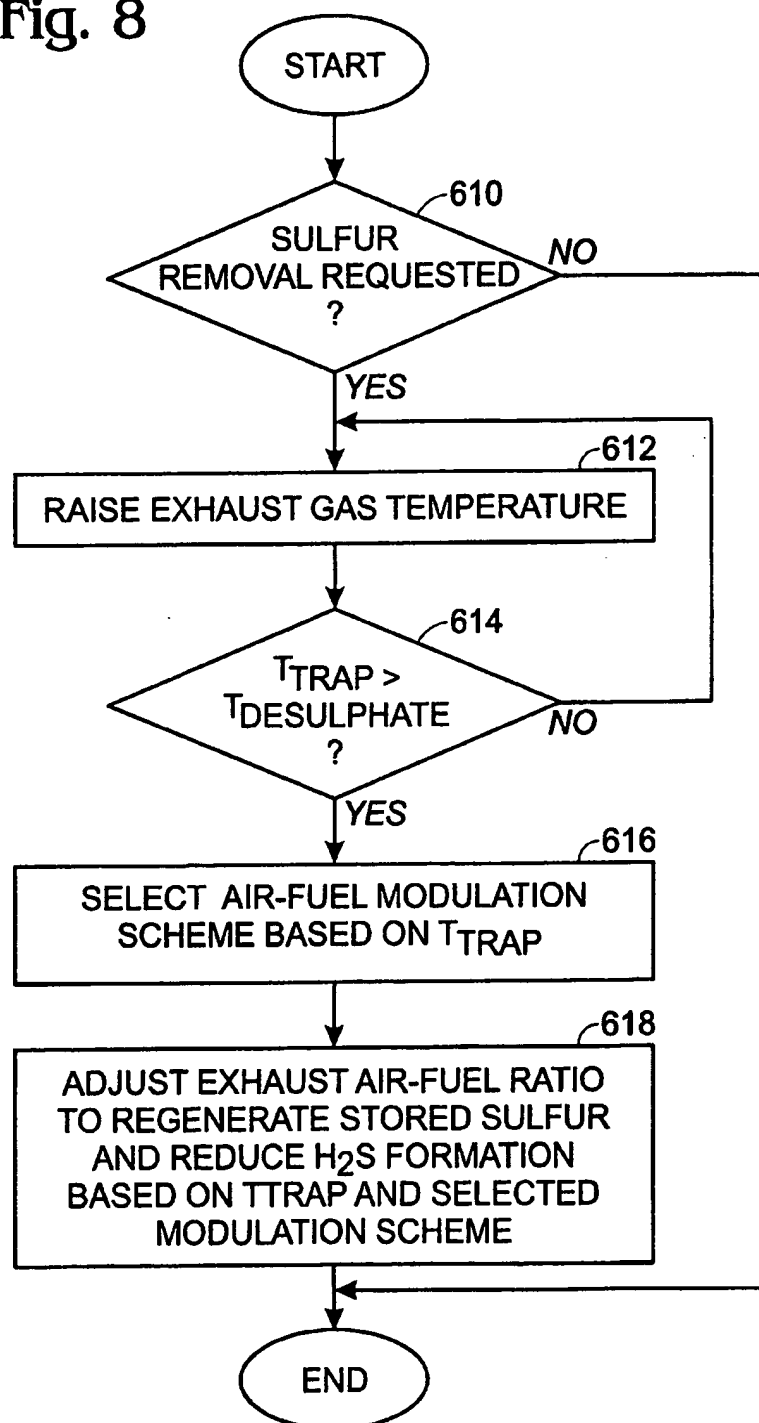 Fig. 8
START
610
SULFUR
REMOVAL REQUESTED
?
NO
YES
612
RAISE EXHAUST GAS TEMPERATURE
614
TTRAP >
TDESULPHATE
?
NO
YES
616
SELECT AIR-FUEL MODULATION
SCHEME BASED ON TTRAP
618
ADJUST EXHAUST AIR-FUEL RATIO
TO REGENERATE STORED SULFUR
AND REDUCE H2S FORMATION
BASED ON TTRAP AND SELECTED
MODULATION SCHEME
END